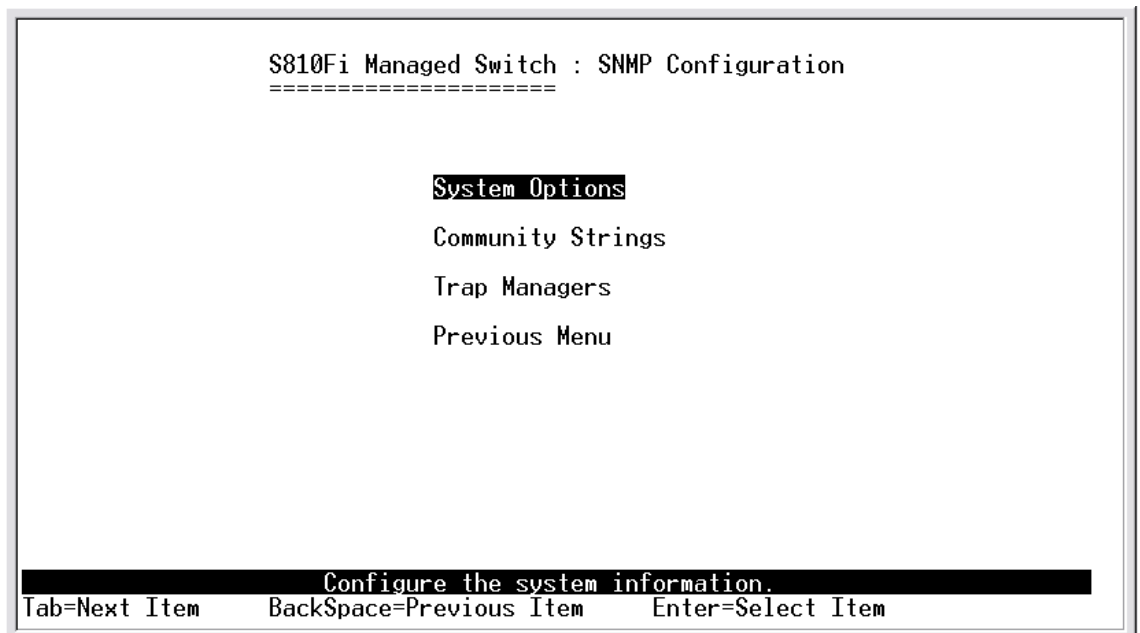 S810Fi Managed Switch : SNMP Configuration
=====================
System Options
Community Strings
Trap Managers
Previous Menu
Configure the system information.
Tab=Next Item BackSpace=Previous Item Enter=Select Item